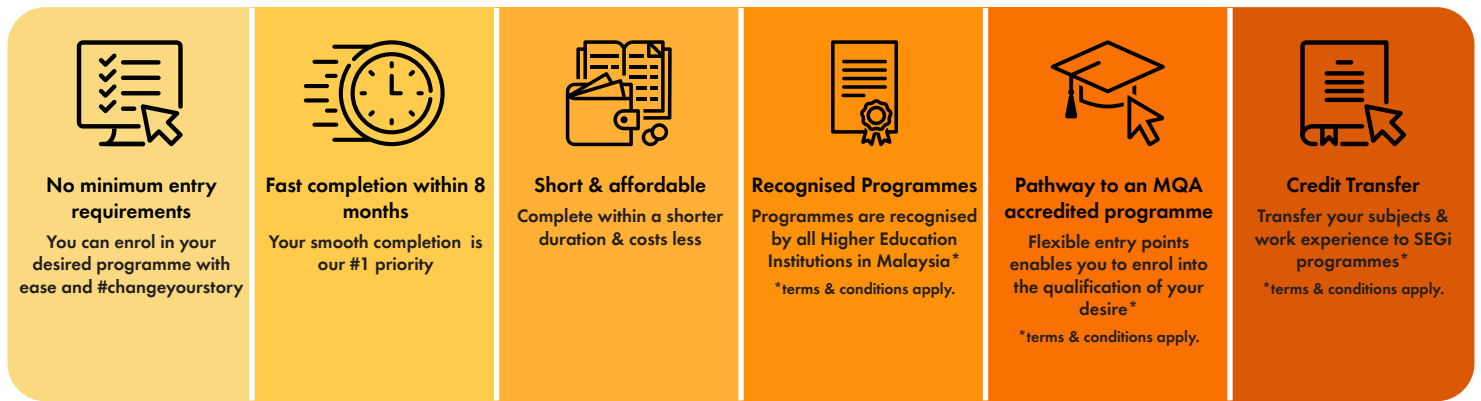 No minimum entry
requirements
You can enrol in your
desired programme with
ease and #changeyourstory
Fast completion within 8
months
Your smooth completion is
our #1 priority
Short & affordable
Complete within a shorter
duration & costs less
Recognised Programmes
Programmes are recognised
by all Higher Education
Institutions in Malaysia*
*terms & conditions apply.
Pathway to an MQA
accredited programme
Flexible entry points
enables you to enrol into
the qualification of your
desire*
*terms & conditions apply.
Credit Transfer
Transfer your subjects &
work experience to SEGi
programmes*
*terms & conditions apply.